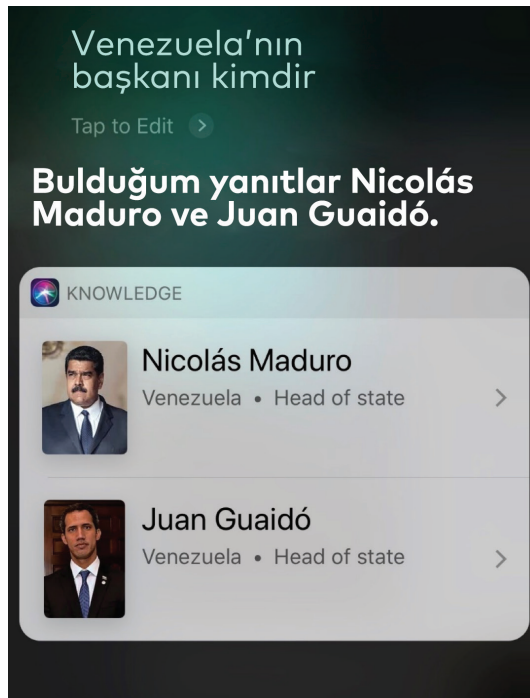 Venezuela'nın
başkanı kimdir
Tap to Edit >
Bulduğum yanıtlar Nicolás
Maduro ve Juan Guaidó.
KNOWLEDGE
Nicolás Maduro
Venezuela • Head of state
Juan Guaidó
Venezuela • Head of state